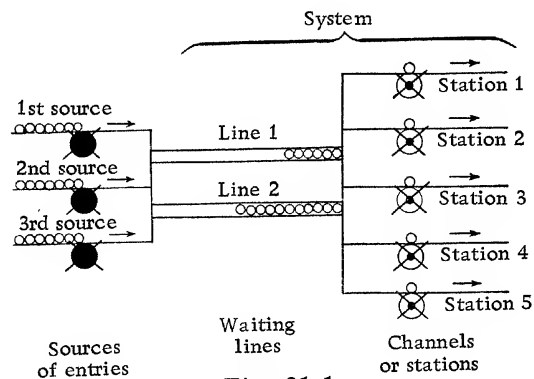 System
1st source
2nd source
3rd source
Line 1
Line 2
Station 1
Station 2
Station 3
Station 4
Station 5
Sources
of entries
Waiting
lines
Channels
or stations